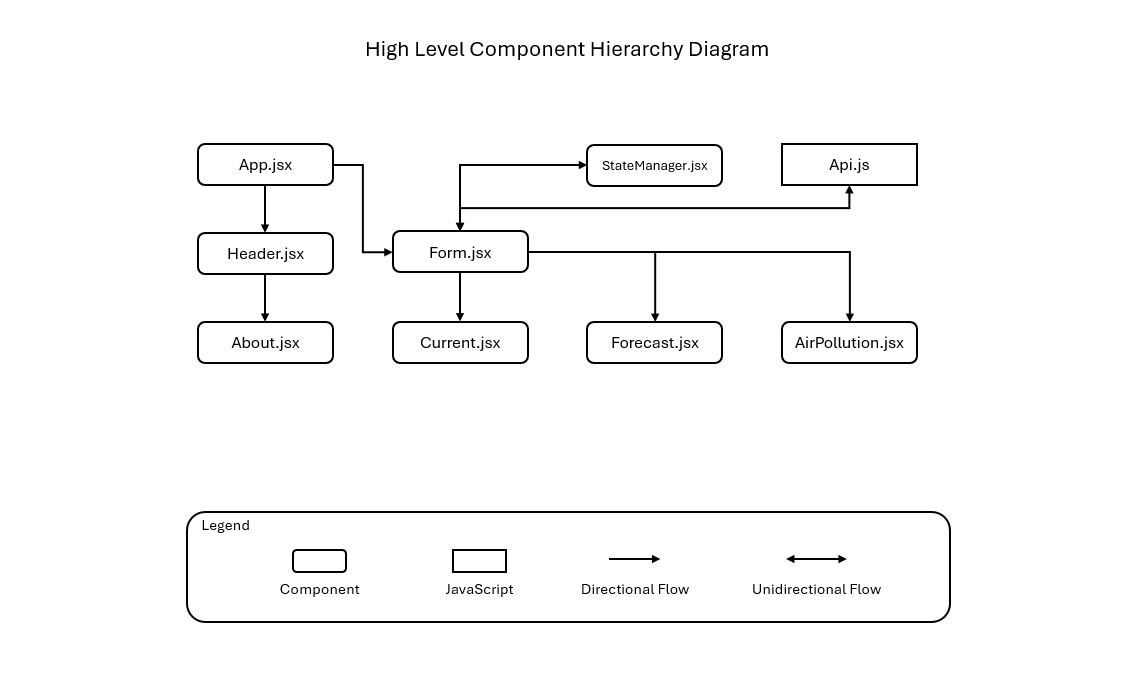 High Level Component Hierarchy Diagram
App.jsx
StateManager.jsx
Api.js
Header.jsx
Form.jsx
About.jsx
Current.jsx
Forecast.jsx
AirPollution.jsx
Legend
Component
JavaScript
Directional Flow
Unidirectional Flow